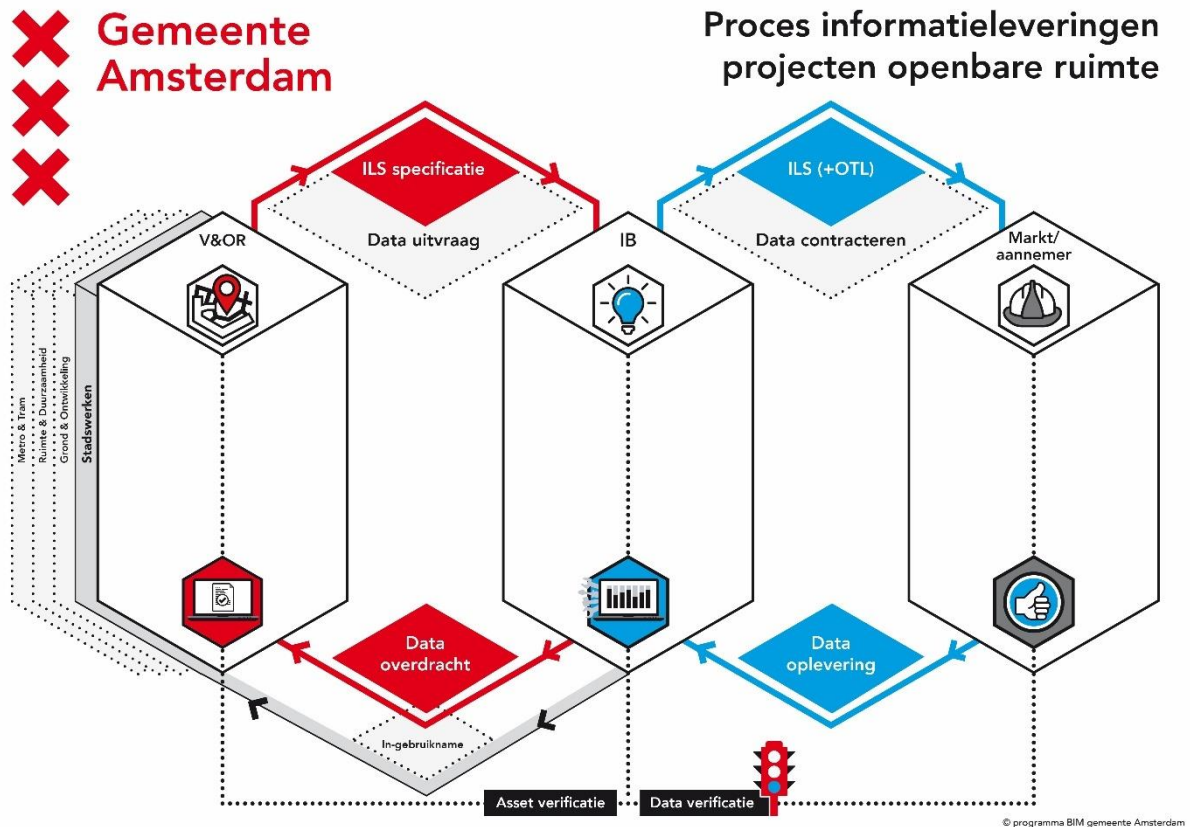 Gemeente
Amsterdam
Proces informatieleveringen
projecten openbare ruimte
ILS specificatie
Data uitvraag
ILS (+OTL)
Data contracteren
V&OR
IB
Markt/
aannemer
Metro & Tram
Ruimte & Duurzaamheid
Grond & Ontwikkeling
Stadswerken
Data
overdracht
Data
oplevering
In-gebruikname
Asset verificatie
Data verificatie
© programma BIM gemeente Amsterdam